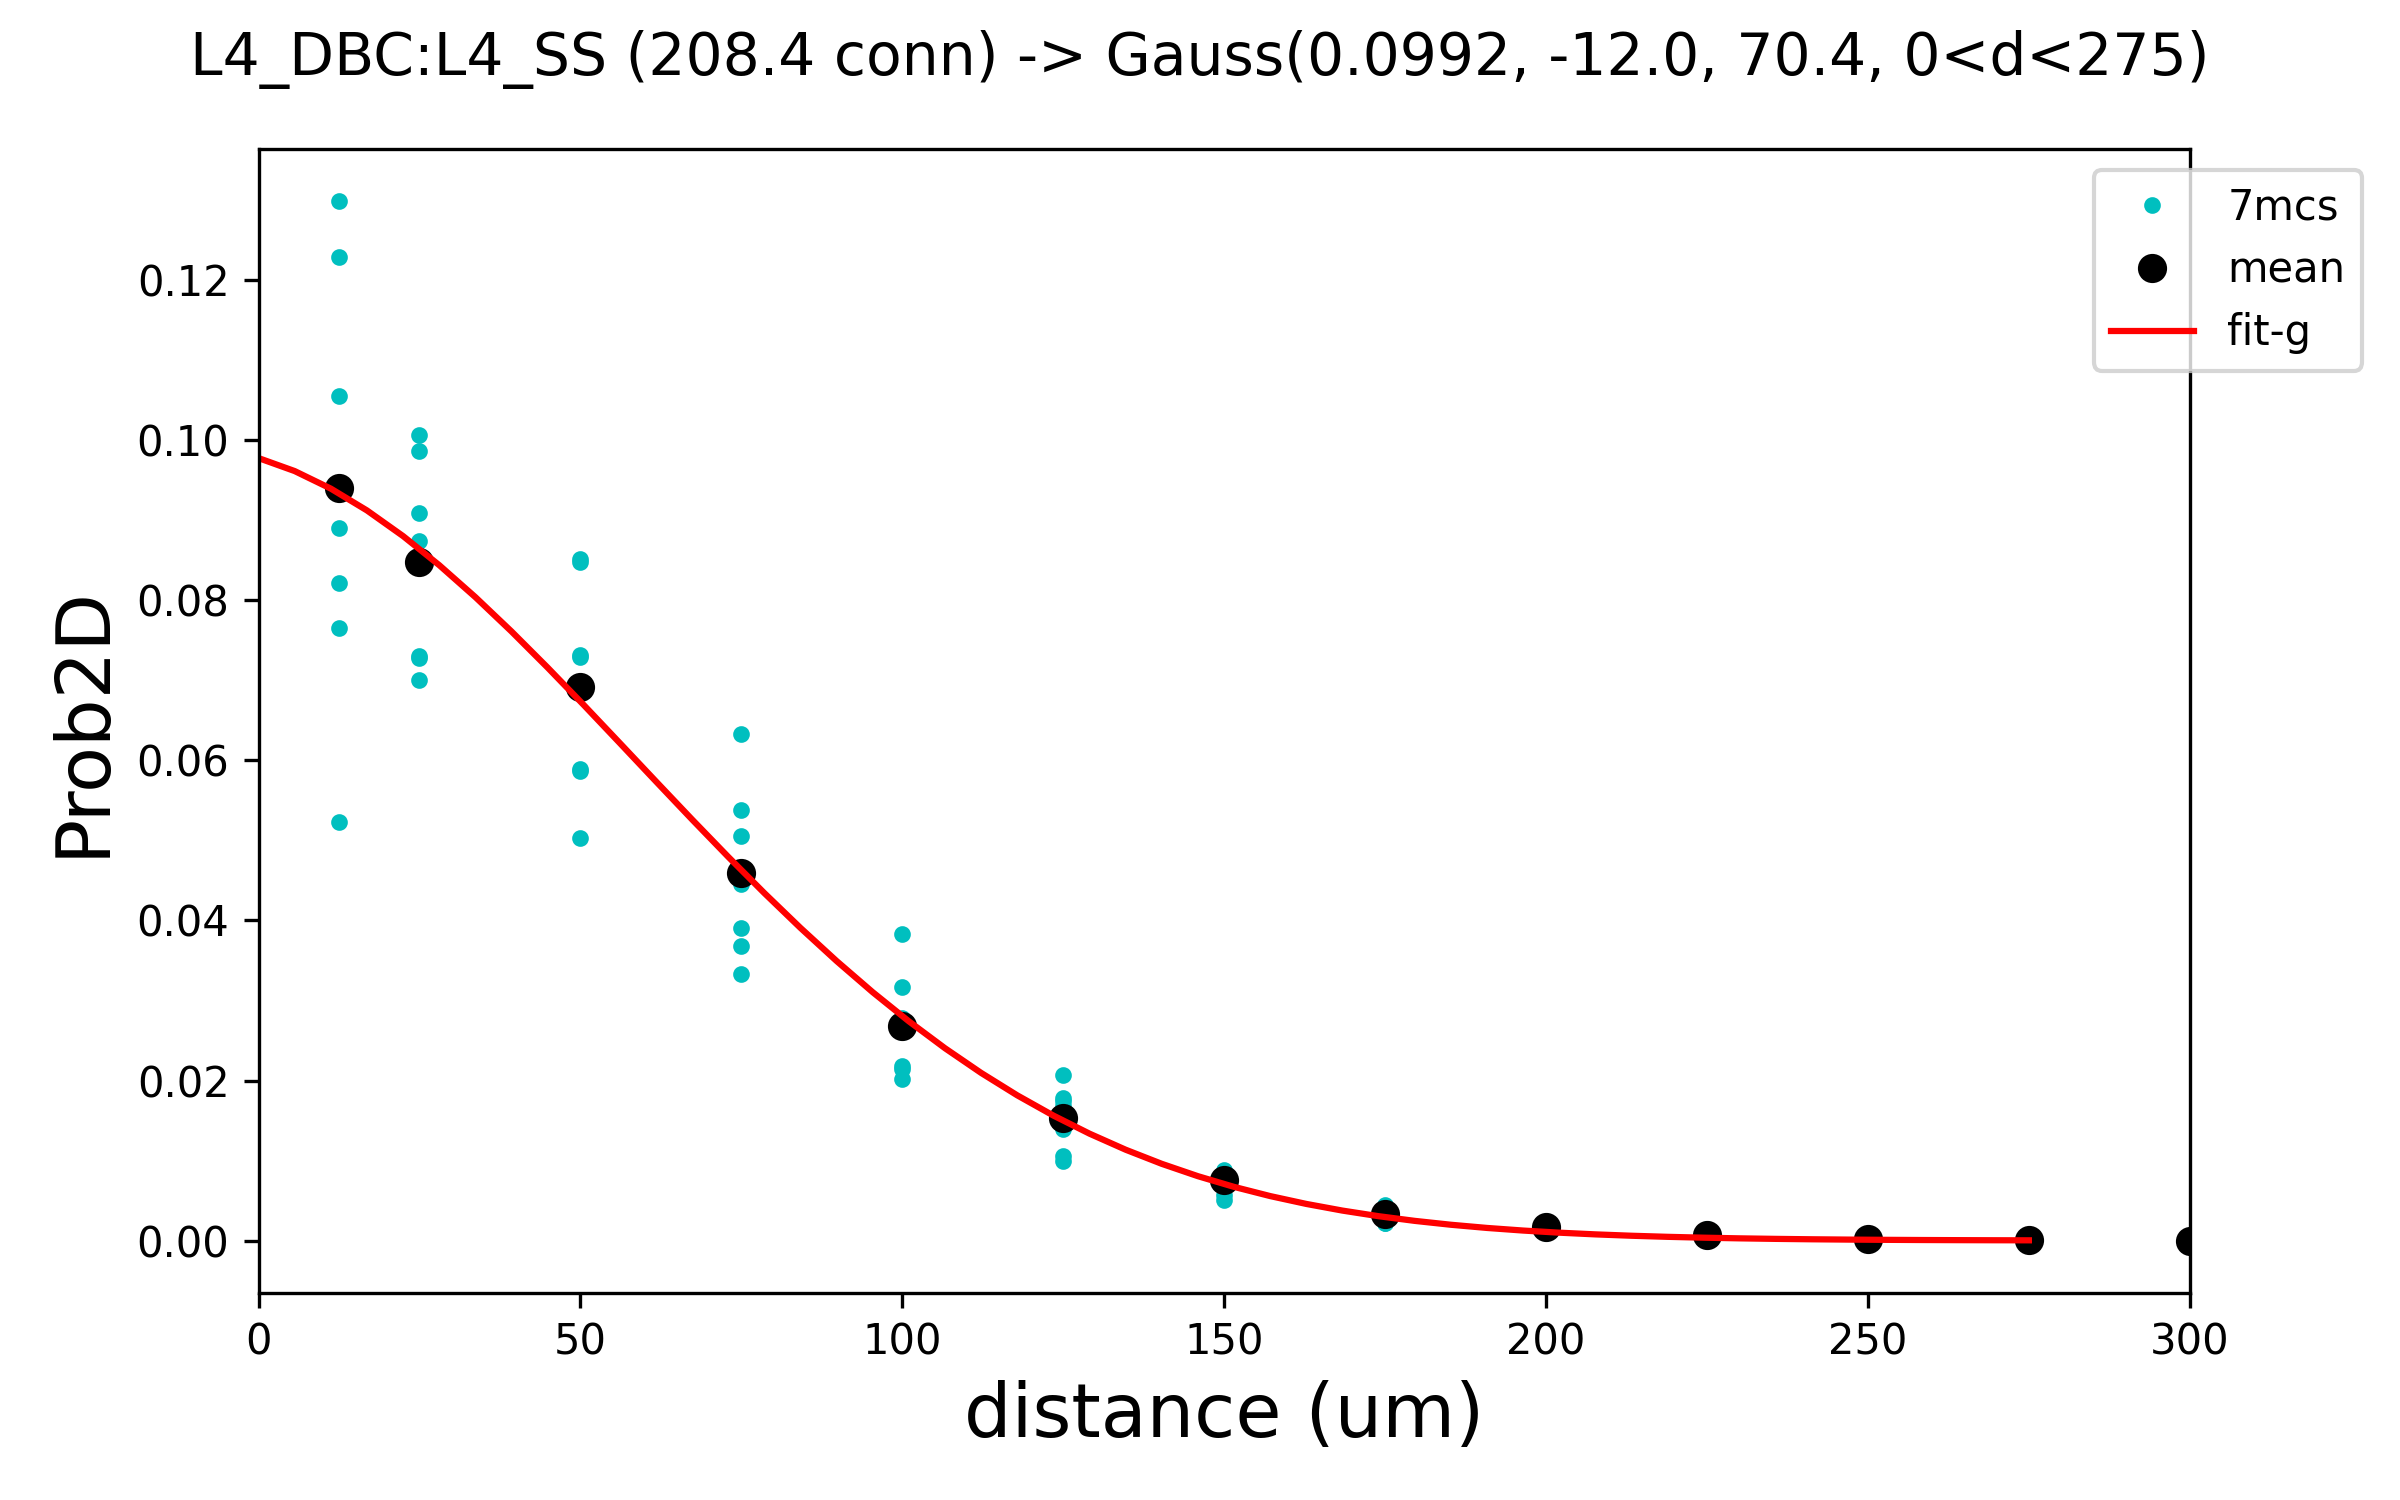 L4_DBC:L4_SS (208.4 conn) -> Gauss(0.0992, -12.0, 70.4, 0<d<275)
7mcs
mean
fit-g
Prob2D
0.12
0.10
0.08
0.06
0.04
0.02
0.00
0 50 100 150 200 250 300
distance (um)